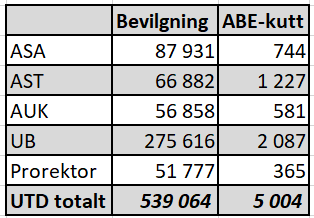 Bevilgning ABE-kutt
ASA 87 931 744
AST 66 882 1 227
AUK 56 858 581
UB 275 616 2 087
Prorektor 51 777 365
UTD totalt 539 064 5 004